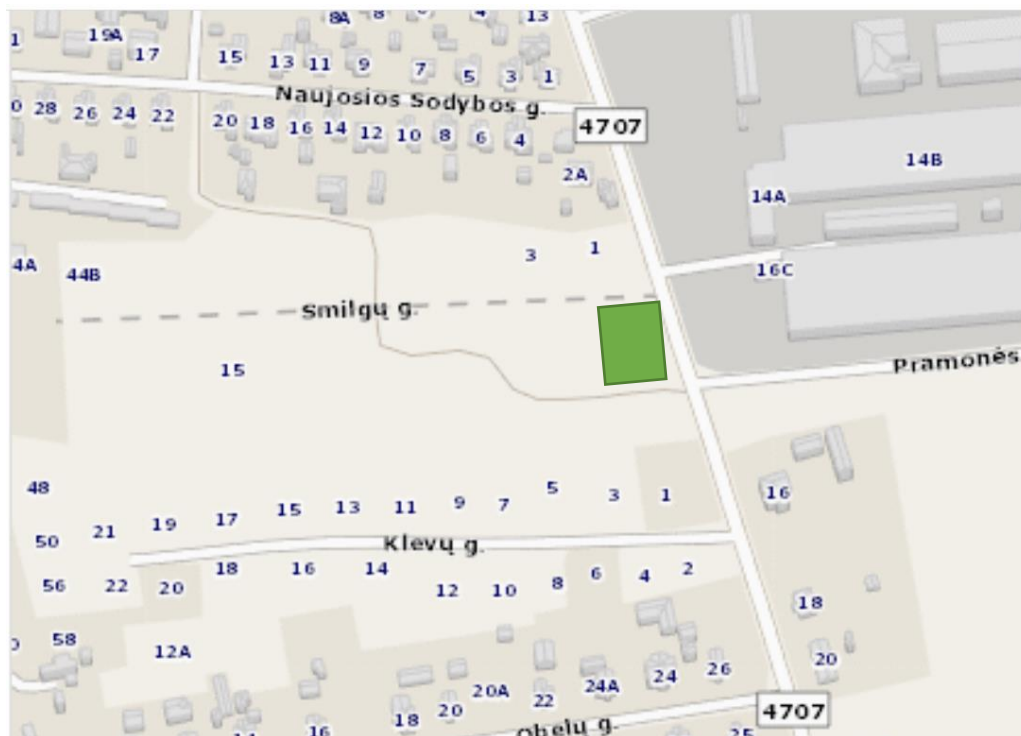 8A 8 4 13
1 19A 17 15 13 11 9 7 5 3 1
Naujosios Sodybos g.
4707
28 26 24 22 20 18 16 14 12 10 8 6 4
2A
14B
14A
16C
4A 44B 3 1
Smilgų g.
15
Pramonės
48
5
50 21 19 17 15 13 11 9 7 3 1
16
Klevų g.
56 22 20 18 16 14 12 10 8 6 4 2
18
58 12A
20
20A 22 24A 24 26
16 18 20
4707
Obelų g.
25